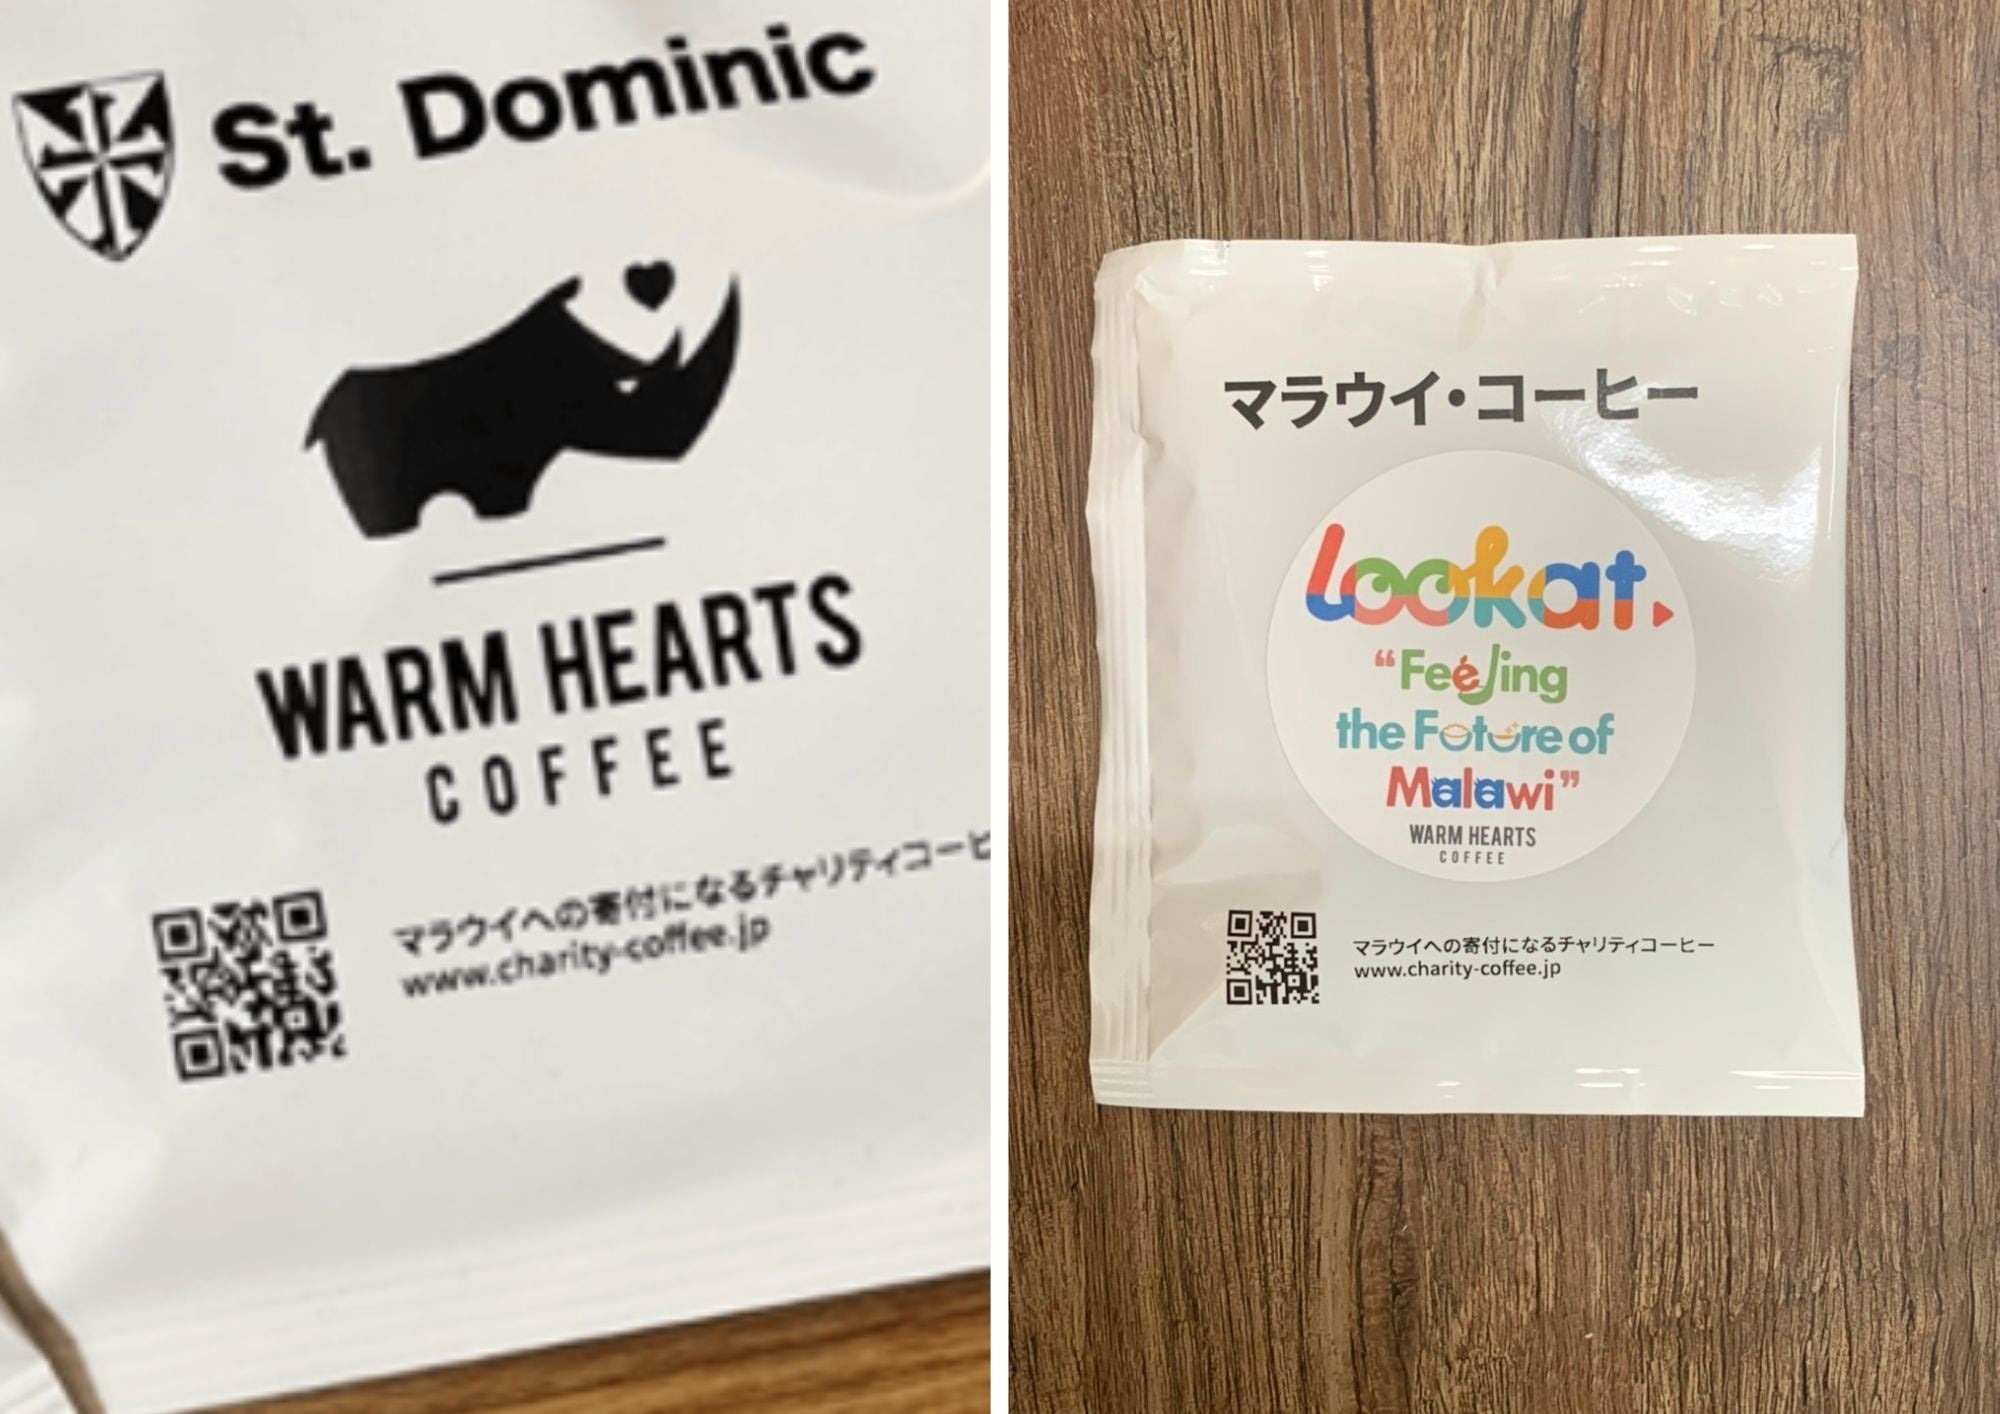 St. Dominic
WARM HEARTS
COFFEE
マラウイへの寄付になるチャリティコーヒ
www.charity-coffee.jp
マラウイ・コーヒー
Lookat
“Feeling
the Future of
Malawi”
WARM HEARTS
COFFEE
マラウイへの寄付になるチャリティコーヒー
www.charity-coffee.jp